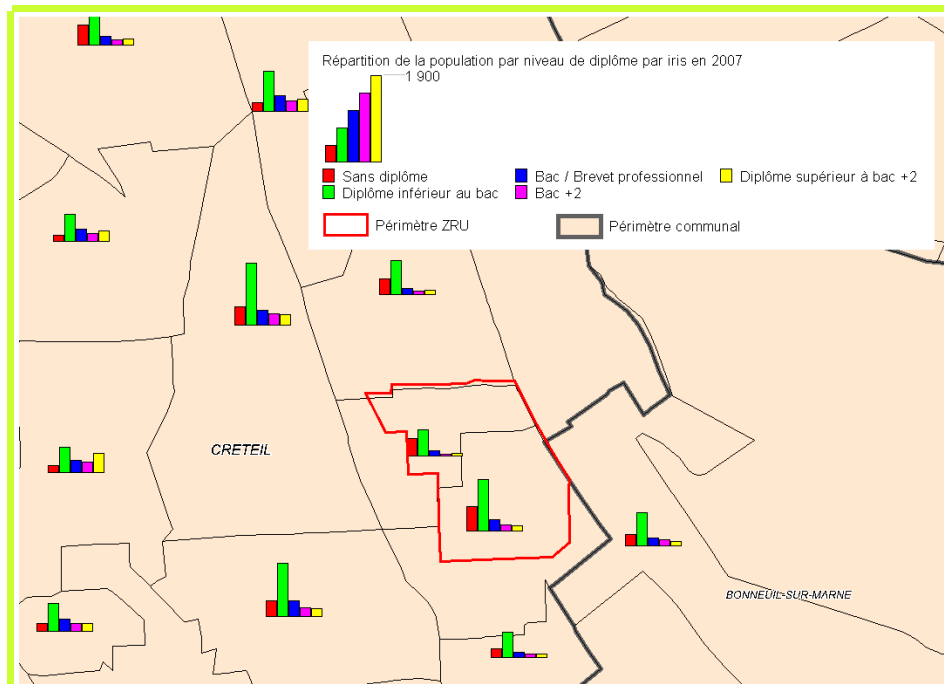 Répartition de la population par niveau de diplôme par iris en 2007
1 900
Sans diplôme
Bac / Brevet professionnel
Diplôme supérieur à bac +2
Diplôme inférieur au bac
Bac +2
Périmètre ZRU
Périmètre communal
CRETEIL
BONNEUIL-SUR-MARNE